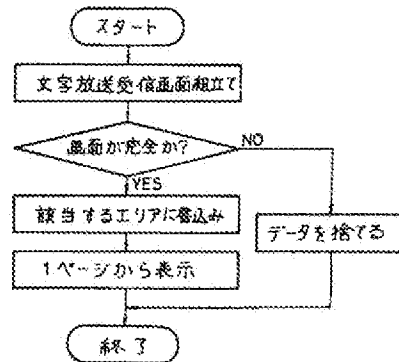 スタート
文字放送受信画面組立て
画面が完全か?
NO
YES
該当するエリアに書込み
データを捨てる
1ページから表示
終了